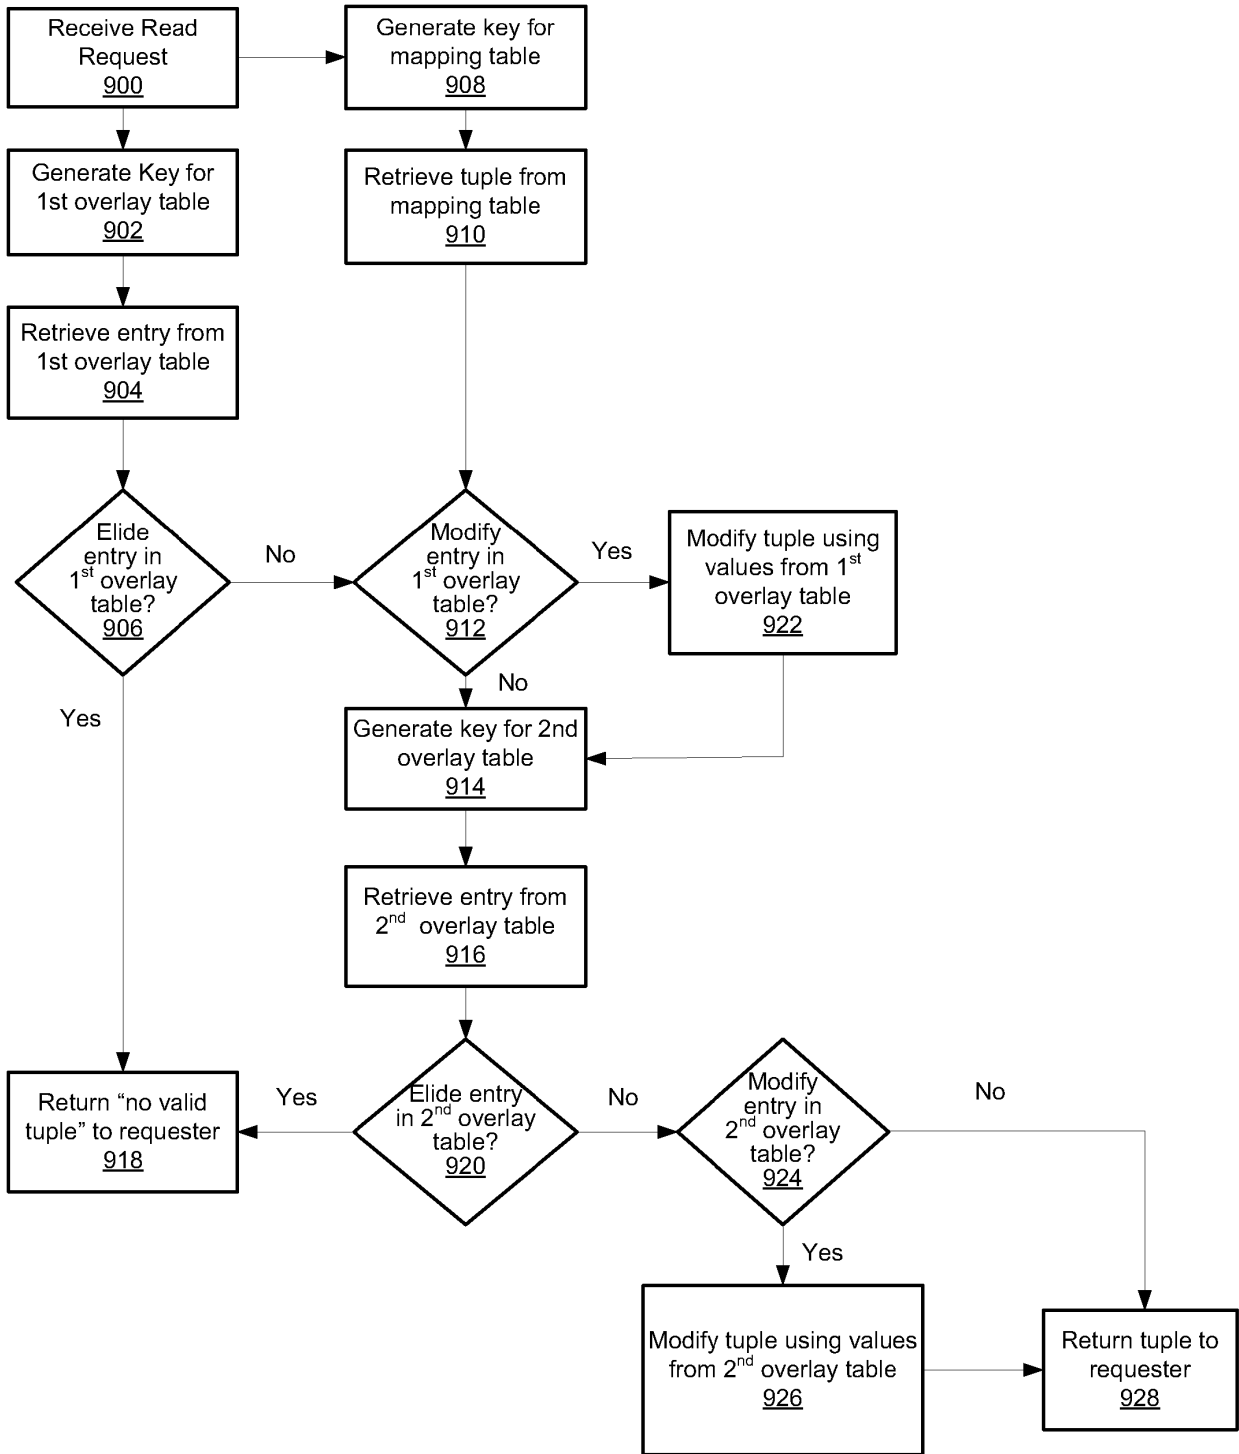 Receive Read
Request
900
Generate key for
mapping table
908
Generate Key for
1st overlay table
902
Retrieve tuple from
mapping table
910
Retrieve entry from
1st overlay table
904
Elide
entry in
1st overlay
table?
906
No
Modify
entry in
1st overlay
table?
912
Yes
Modify tuple using
values from 1st
overlay table
922
Yes
No
Generate key for 2nd
overlay table
914
Retrieve entry from
2nd overlay table
916
Return “no valid
tuple” to requester
918
Yes
Elide entry
in 2nd overlay
table?
920
No
Modify
entry in
2nd overlay
table?
924
No
Yes
Modify tuple using values
from 2nd overlay table
926
Return tuple to
requester
928